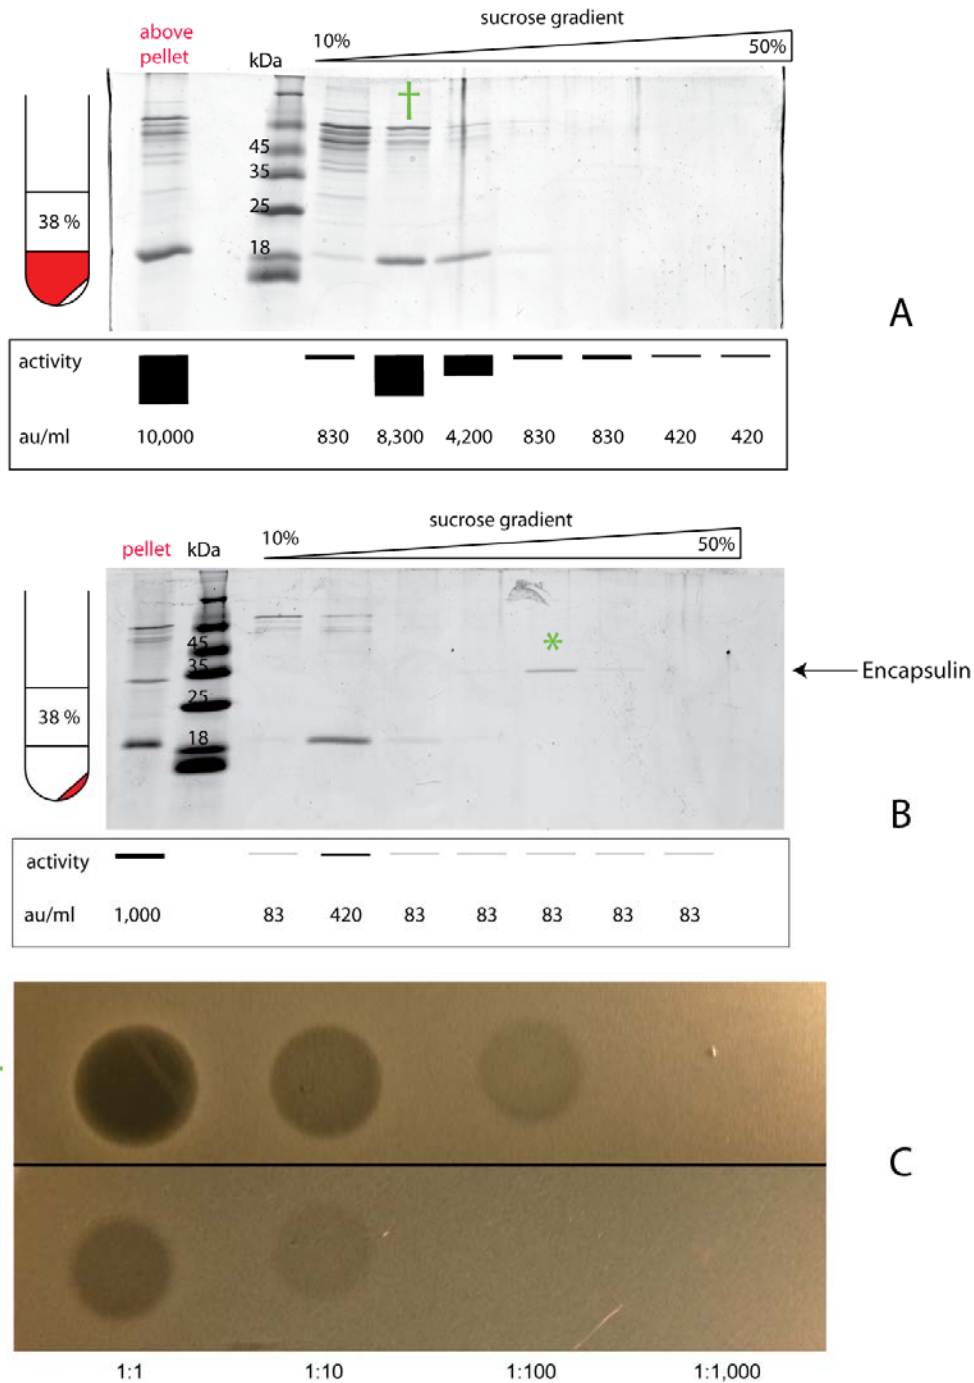 sucrose gradient
above
pellet
kDa
10%
50%
†
45
35
25
18
38 %
A
activity
au/ml 10,000 830 8,300 4,200 830 830 420 420
sucrose gradient
10%
50%
pellet kDa
*
45
35
25
18
Encapsulin
38 %
B
activity
au/ml 1,000 83 420 83 83 83 83 83
C
1:1 1:10 1:100 1:1,000